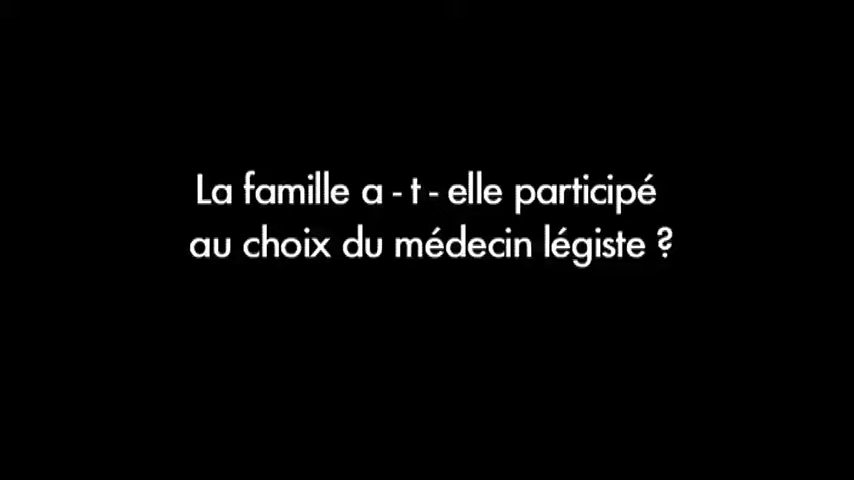 La famille a - t - elle participé
au choix du médecin légiste ?